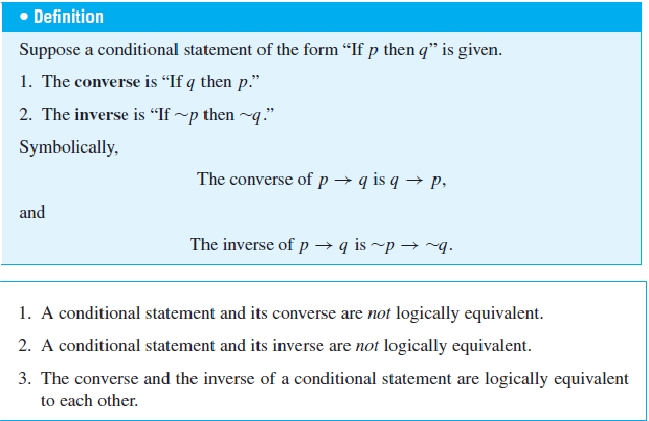 • Definition
Suppose a conditional statement of the form “If p then q” is given.
1. The converse is “If q then p.”
2. The inverse is “If ∼p then ∼q.”
Symbolically,
The converse of p → q is q → p,
and
The inverse of p → q is ∼p → ∼q.
1. A conditional statement and its converse are not logically equivalent.
2. A conditional statement and its inverse are not logically equivalent.
3. The converse and the inverse of a conditional statement are logically equivalent
to each other.